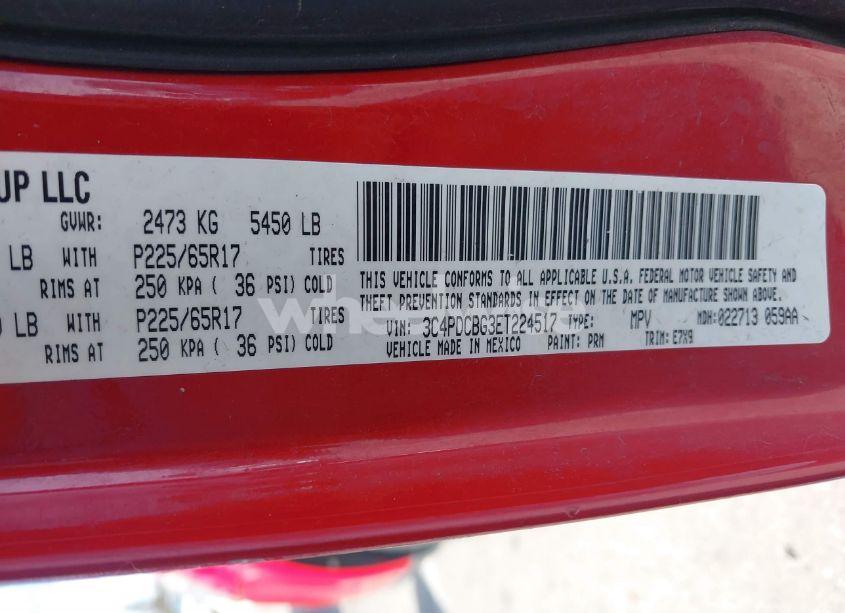 UP LLC
GVWR: 2473 KG 5450 LB
LB WITH P225/65R17 TIRES
RIMS AT 250 KPA ( 36 PSI) COLD
LB WITH P225/65R17 TIRES
RIMS AT 250 KPA ( 36 PSI) COLD
THIS VEHICLE CONFORMS TO ALL APPLICABLE U.S.A. FEDERAL MOTOR VEHICLE SAFETY AND
THEFT PREVENTION STANDARDS IN EFFECT ON THE DATE OF MANUFACTURE SHOWN ABOVE.
VIN: 3C4PDCBG3ET224517 TYPE: MPV MDH:022713 059AA
VEHICLE MADE IN MEXICO PAINT: PRM TRIM: E7X9